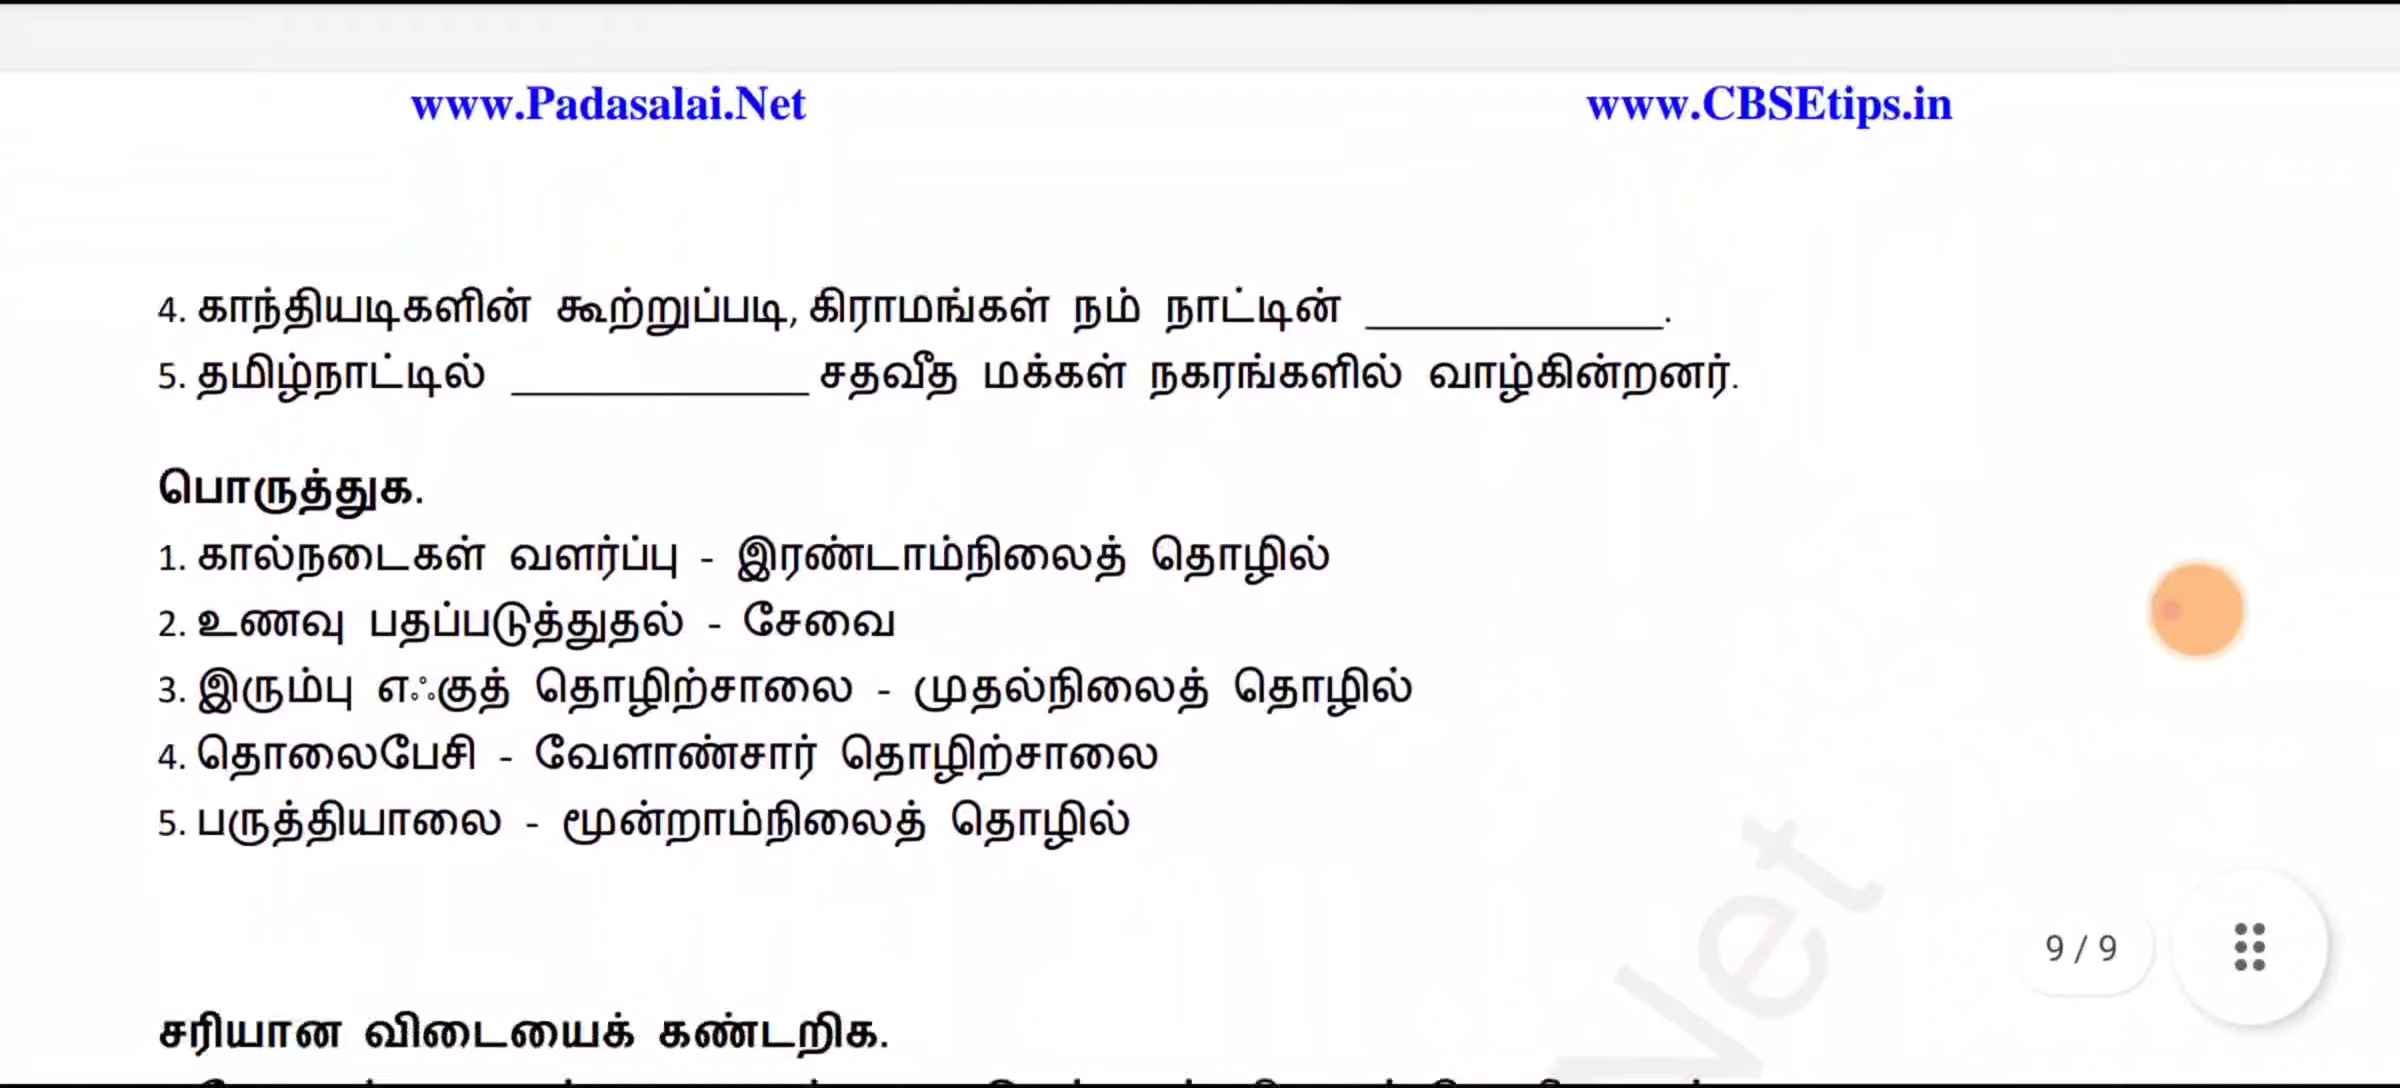 www.Padasalai.Net www.CBSEtips.in
4. காந்தியடிகளின் கூற்றுப்படி, கிராமங்கள் நம் நாட்டின் ____________.
5. தமிழ்நாட்டில் ____________ சதவீத மக்கள் நகரங்களில் வாழ்கின்றனர்.
பொருத்துக.
1. கால்நடைகள் வளர்ப்பு - இரண்டாம்நிலைத் தொழில்
2. உணவு பதப்படுத்துதல் - சேவை
3. இரும்பு எஃகுத் தொழிற்சாலை - முதல்நிலைத் தொழில்
4. தொலைபேசி - வேளாண்சார் தொழிற்சாலை
5. பருத்தியாலை - மூன்றாம்நிலைத் தொழில்
Net
9 / 9
சரியான விடையைக் கண்டறிக.